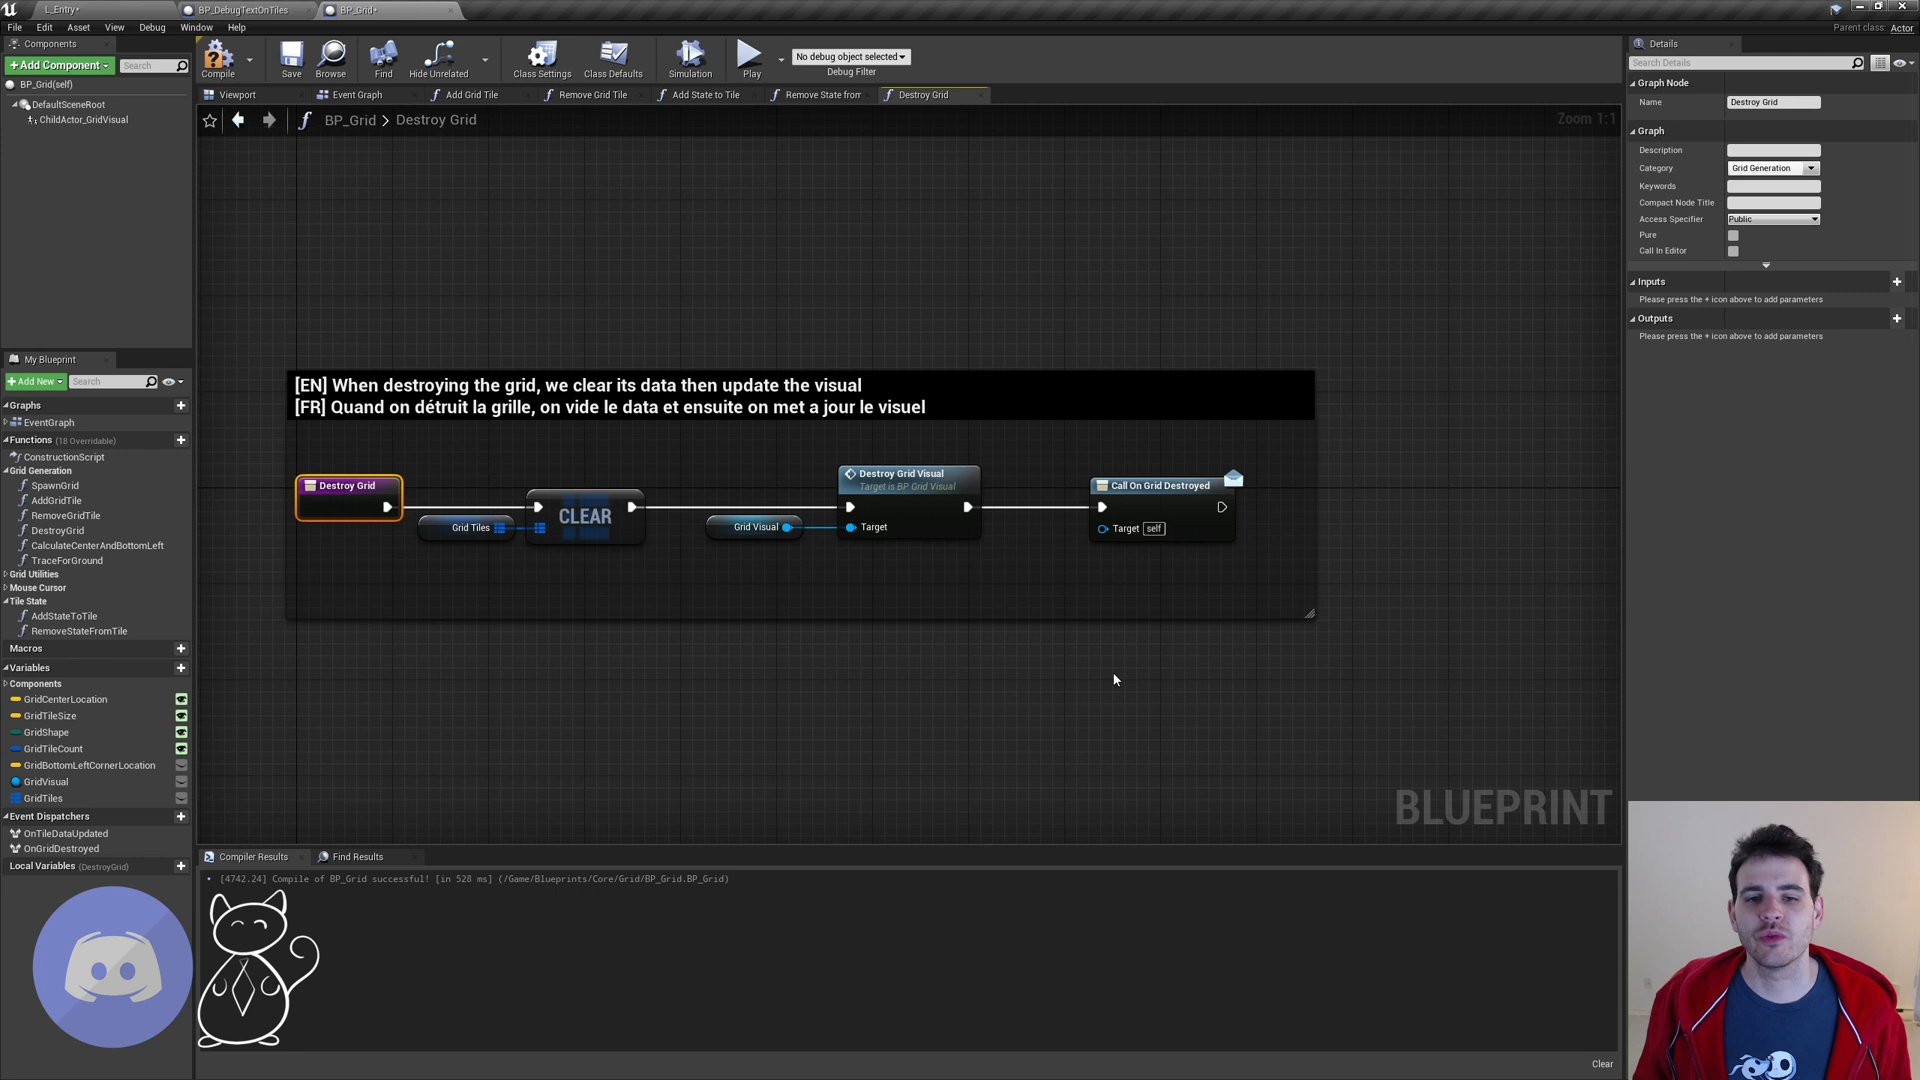 L_Entry*
BP_DebugTextOnTiles
BP_Grid*
File Edit Asset View Debug Window Help
Parent class: Actor
Components
+Add Component
Search
BP_Grid(self)
DefaultSceneRoot
ChildActor_GridVisual
Compile
Save
Browse
Find
Hide Unrelated
Class Settings
Class Defaults
Simulation
Play
No debug object selected
Debug Filter
Viewport
Event Graph
Add Grid Tile
Remove Grid Tile
Add State to Tile
Remove State from
Destroy Grid
BP_Grid > Destroy Grid
Zoom 1:1
[EN] When destroying the grid, we clear its data then update the visual
[FR] Quand on détruit la grille, on vide le data et ensuite on met a jour le visuel
Destroy Grid
Grid Tiles
CLEAR
Grid Visual
Destroy Grid Visual
Target is BP Grid Visual
Target
Call On Grid Destroyed
Target self
BLUEPRINT
My Blueprint
+Add New
Search
Graphs
EventGraph
Functions (18 Overridable)
ConstructionScript
Grid Generation
SpawnGrid
AddGridTile
RemoveGridTile
DestroyGrid
CalculateCenterAndBottomLeft
TraceForGround
Grid Utilities
Mouse Cursor
Tile State
AddStateToTile
RemoveStateFromTile
Macros
Variables
Components
GridCenterLocation
GridTileSize
GridShape
GridTileCount
GridBottomLeftCornerLocation
GridVisual
GridTiles
Event Dispatchers
OnTileDataUpdated
OnGridDestroyed
Local Variables (DestroyGrid)
Compiler Results
Find Results
[4742.24] Compile of BP_Grid successful! [in 528 ms] (/Game/Blueprints/Core/Grid/BP_Grid.BP_Grid)
Clear
Details
Search Details
Graph Node
Name Destroy Grid
Graph
Description
Category Grid Generation
Keywords
Compact Node Title
Access Specifier Public
Pure
Call In Editor
Inputs
Please press the + icon above to add parameters
Outputs
Please press the + icon above to add parameters